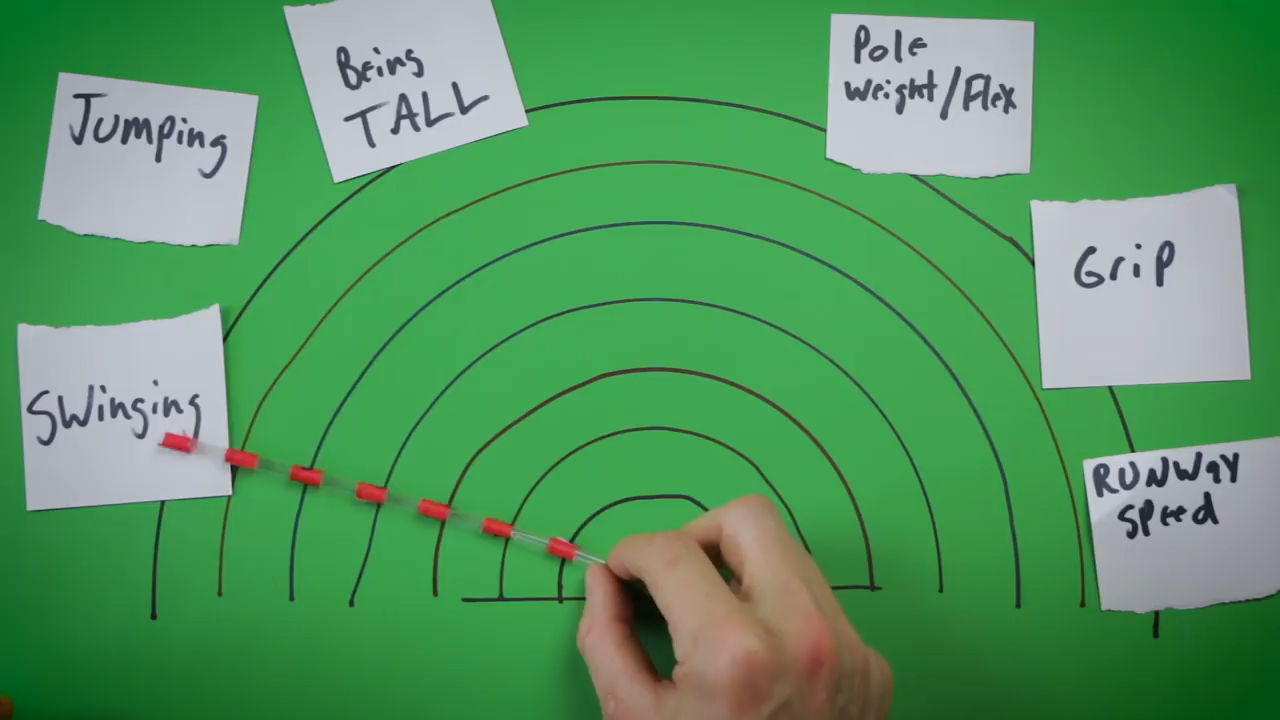 Jumping
Being
TALL
Pole
Weight/Flex
Swinging
Grip
RUNWAY
Speed